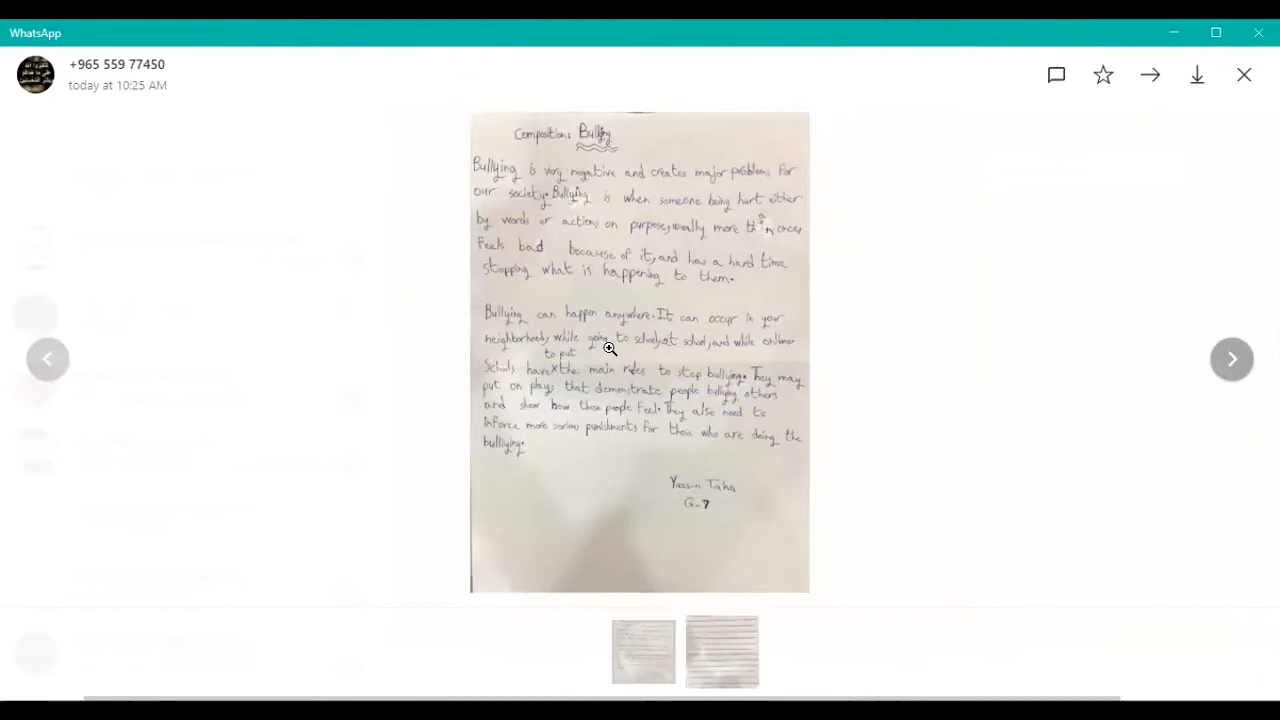 WhatsApp
+965 559 77450
today at 10:25 AM
Composition: Bullying
Bullying is very negative and creates major problems for
our society. Bullying is when someone being hurt either
by words or actions on purpose, usually more than once,
feels bad because of it, and has a hard time
stopping what is happening to them.
Bullying can happen anywhere. It can occur in your
neighborhood, while going to school, at school, and while online.
to put
Schools have x the main rules to stop bullying. They may
put on plays that demonstrate people bullying others
and show how those people feel. They also need to
inforce more serious punishments for those who are doing the
bulliying.
Yaasin Taha
G-7